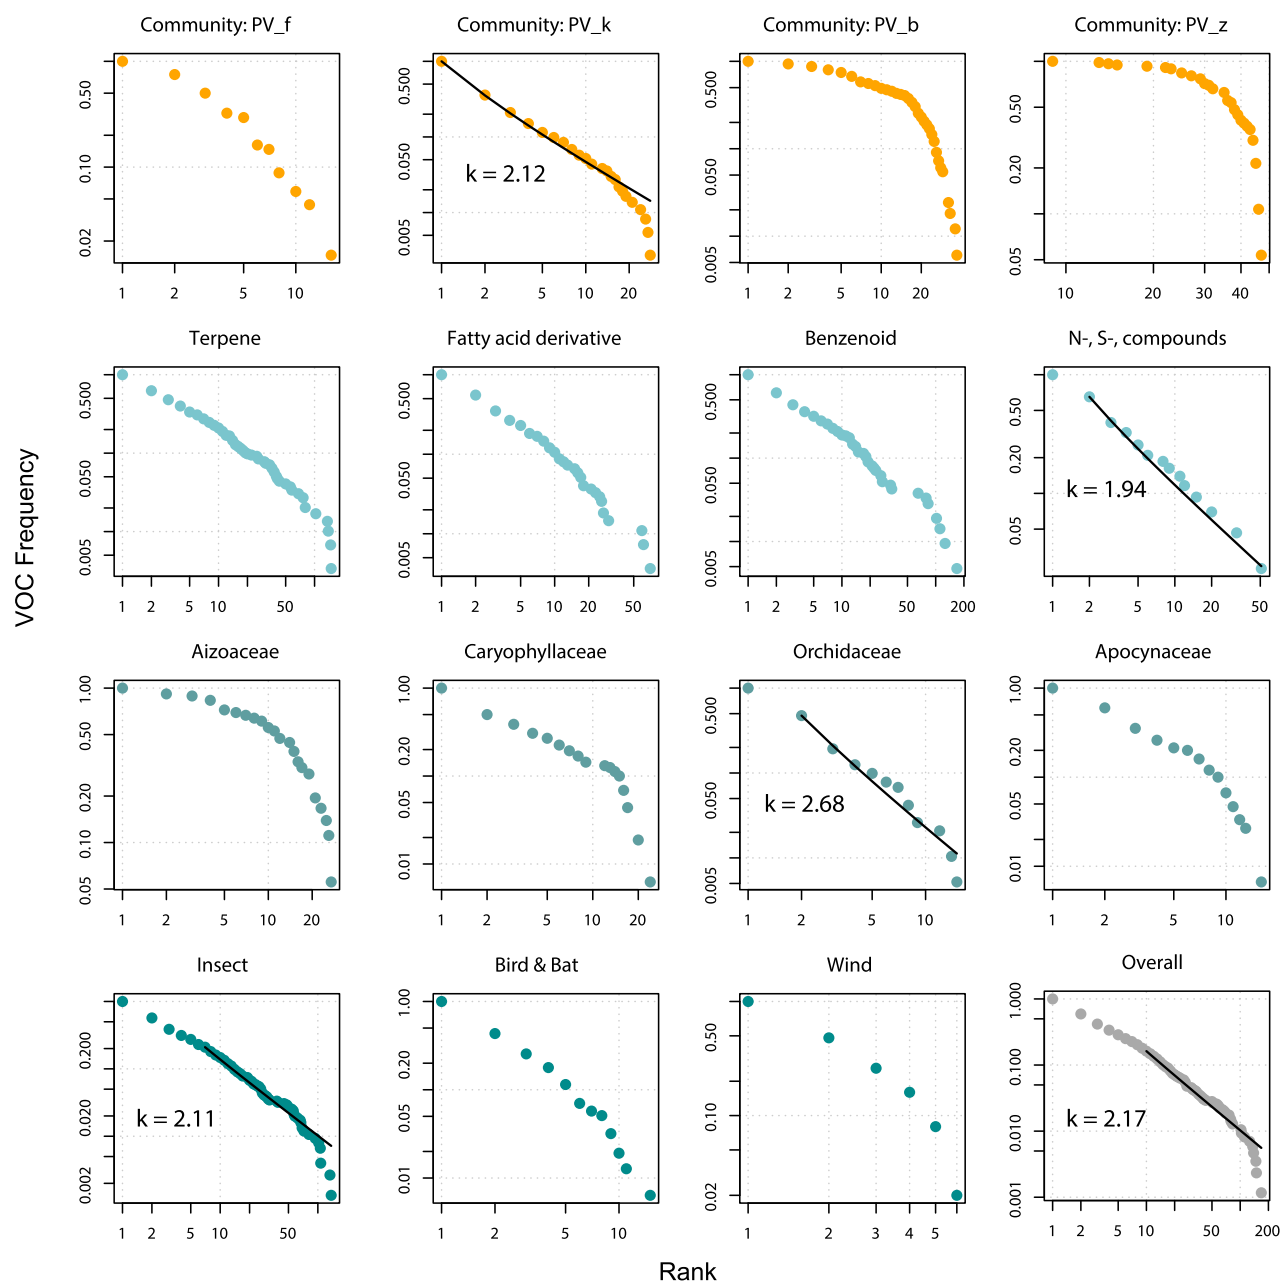 Community: PV_f
Community: PV_k
Community: PV_b
Community: PV_z
0.50
0.10
0.02
1 2 5 10
0.500
0.050
0.005
k = 2.12
1 2 5 10 20
0.500
0.050
0.005
1 2 5 10 20
0.50
0.20
0.05
10 20 30 40
Terpene
Fatty acid derivative
Benzenoid
N-, S-, compounds
0.500
0.050
0.005
1 2 5 10 50
0.500
0.050
0.005
1 2 5 10 20 50
0.500
0.050
0.005
1 2 5 10 50 200
0.50
0.20
0.05
k = 1.94
1 2 5 10 20 50
VOC Frequency
Aizoaceae
Caryophyllaceae
Orchidaceae
Apocynaceae
1.00
0.50
0.20
0.10
0.05
1 2 5 10 20
1.00
0.20
0.05
0.01
1 2 5 10 20
0.500
0.050
0.005
k = 2.68
1 2 5 10
1.00
0.20
0.05
0.01
1 2 5 10
Insect
Bird & Bat
Wind
Overall
0.200
0.020
0.002
k = 2.11
1 2 5 10 50
1.00
0.20
0.05
0.01
1 2 5 10
0.50
0.10
0.02
1 2 3 4 5
1.000
0.100
0.010
0.001
k = 2.17
1 2 5 10 50 200
Rank